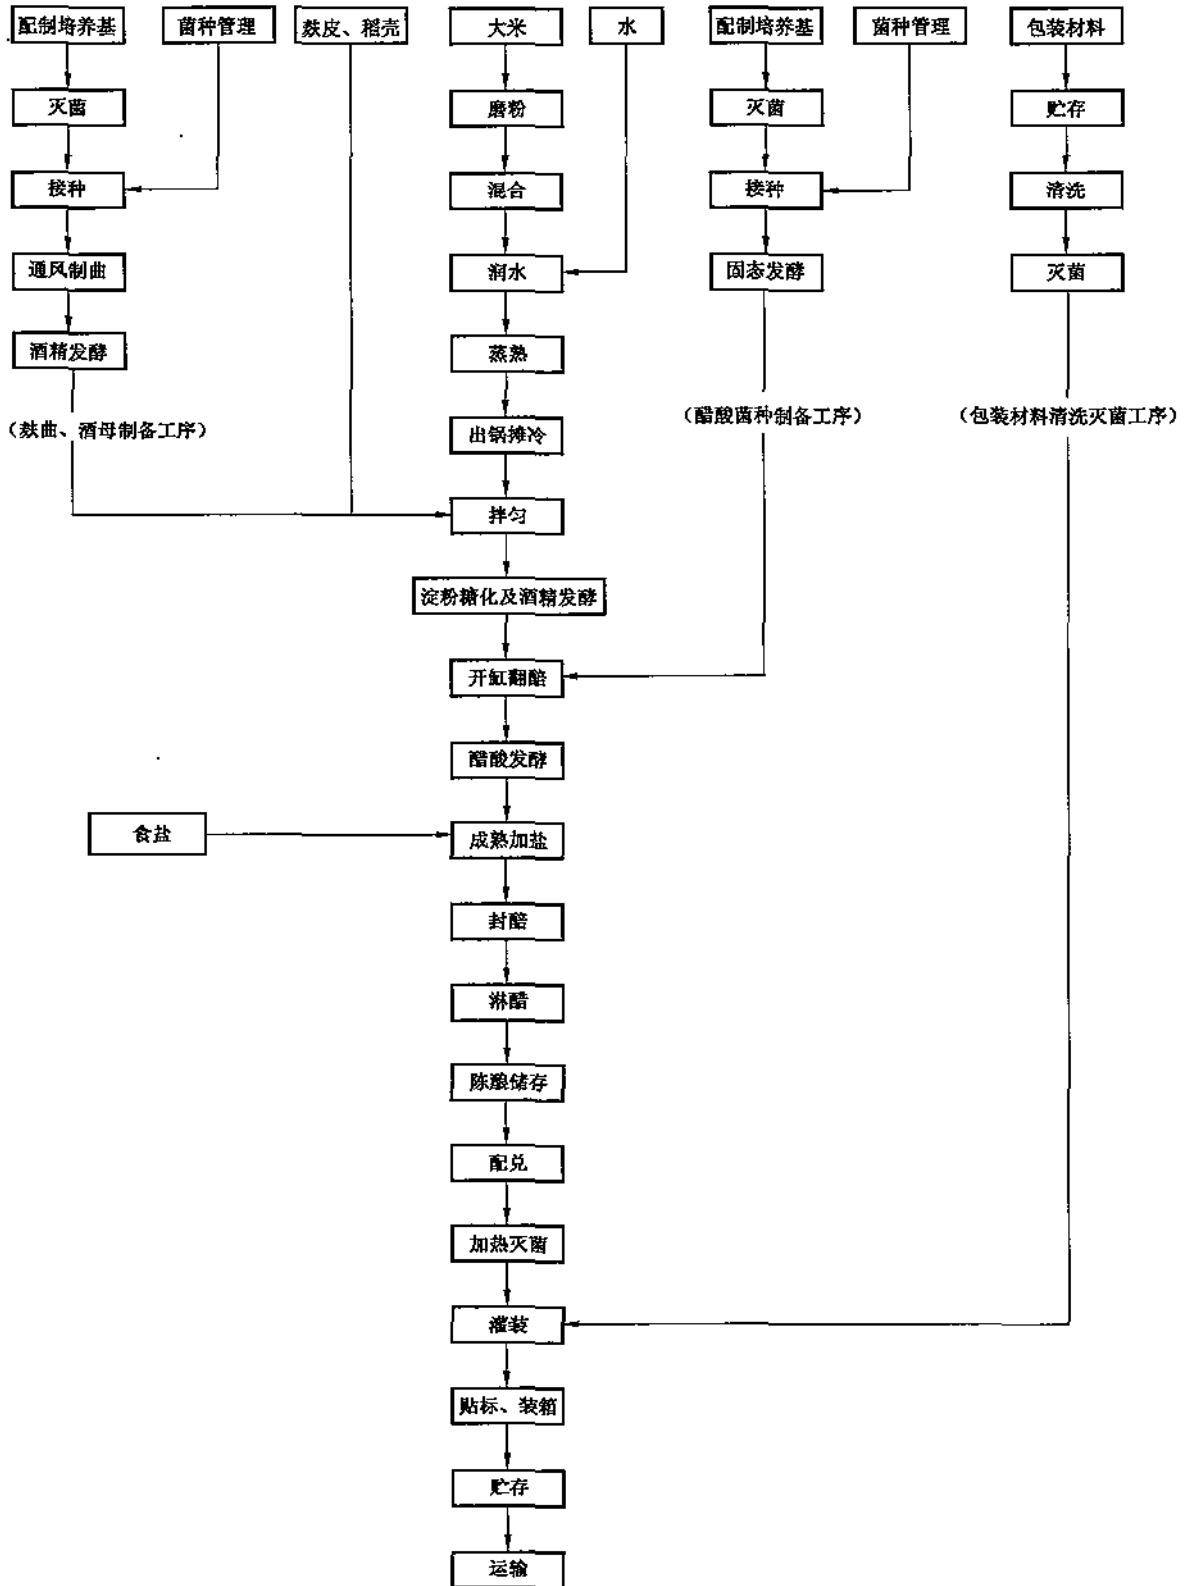 配制培养基
菌种管理
麸皮、稻壳
大米
水
配制培养基
菌种管理
包装材料
灭菌
磨粉
灭菌
贮存
接种
混合
接种
清洗
通风制曲
润水
固态发酵
灭菌
酒精发酵
蒸熟
(麸曲、酒母制备工序)
出锅摊冷
(醋酸菌种制备工序)
(包装材料清洗灭菌工序)
拌匀
淀粉糖化及酒精发酵
开缸翻醅
醋酸发酵
食盐
成熟加盐
封醅
淋醋
陈酿储存
配兑
加热灭菌
灌装
贴标、装箱
贮存
运输